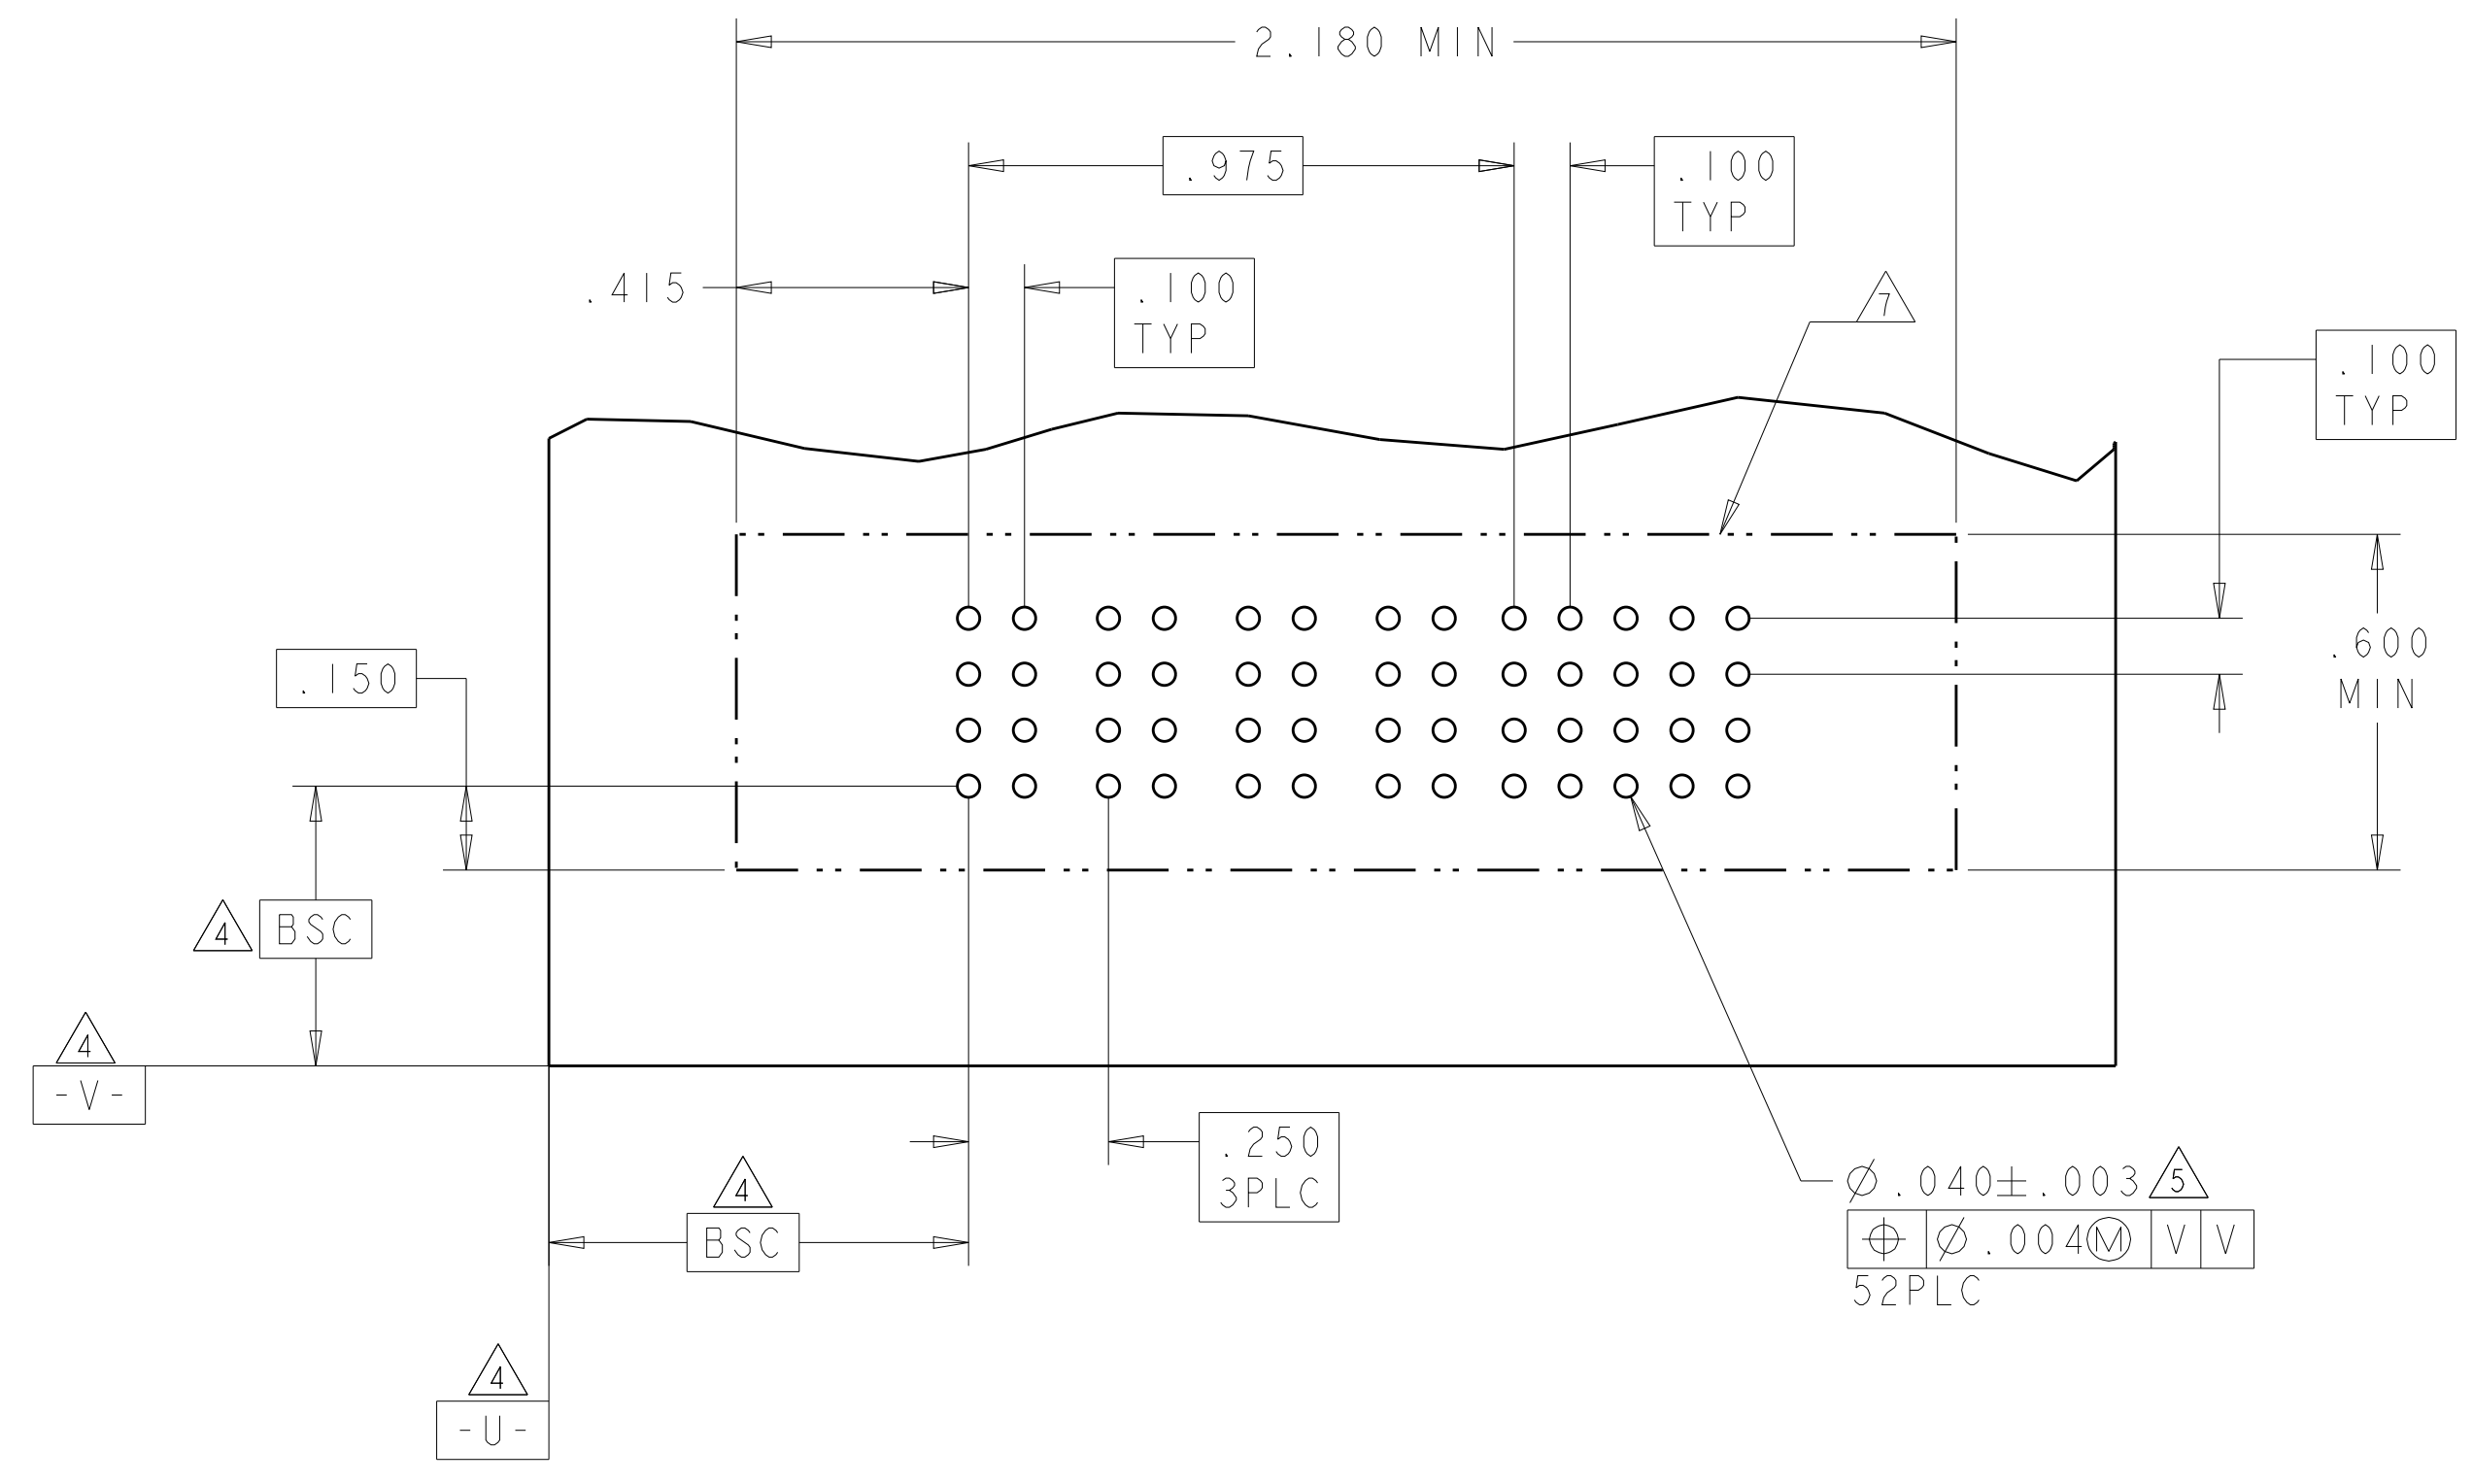 2.180 MIN
.975
.100
TYP
.415
.100
TYP
7
.100
TYP
.600
MIN
.150
4
BSC
4
-V-
.250
3PLC
4
BSC
⌀.040±.003
5
⌖ ⌀.004Ⓜ V V
52PLC
4
-U-